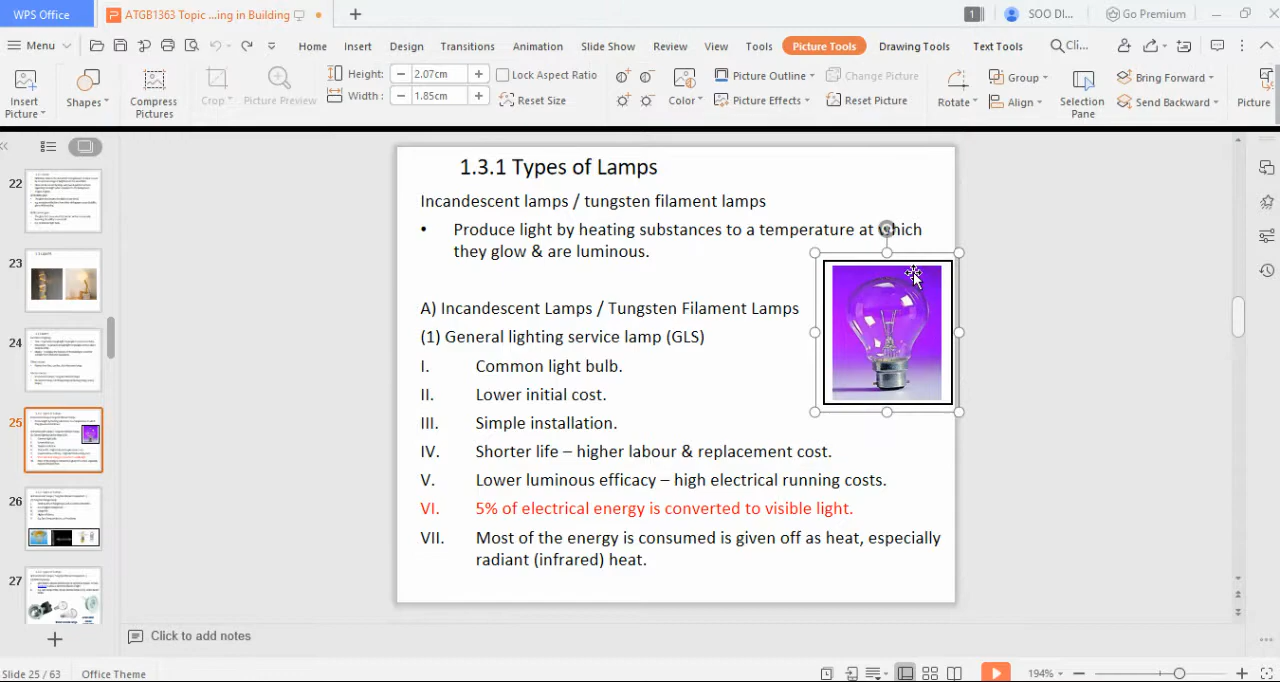 WPS Office
ATGB1363 Topic ...ing in Building
1
SOO DI...
Go Premium
Menu
Home
Insert
Design
Transitions
Animation
Slide Show
Review
View
Tools
Picture Tools
Drawing Tools
Text Tools
Cli...
Insert Picture
Shapes
Compress Pictures
Crop
Picture Preview
Height: 2.07cm
Width : 1.85cm
Lock Aspect Ratio
Reset Size
Color
Picture Outline
Picture Effects
Change Picture
Reset Picture
Rotate
Group
Align
Selection Pane
Bring Forward
Send Backward
Picture
22
23
24
25
26
27
1.3.1 Types of Lamps
Incandescent lamps / tungsten filament lamps
• Produce light by heating substances to a temperature at which
they glow & are luminous.
A) Incandescent Lamps / Tungsten Filament Lamps
(1) General lighting service lamp (GLS)
I. Common light bulb.
II. Lower initial cost.
III. Simple installation.
IV. Shorter life – higher labour & replacement cost.
V. Lower luminous efficacy – high electrical running costs.
VI. 5% of electrical energy is converted to visible light.
VII. Most of the energy is consumed is given off as heat, especially
radiant (infrared) heat.
Click to add notes
Slide 25 / 63
Office Theme
194%